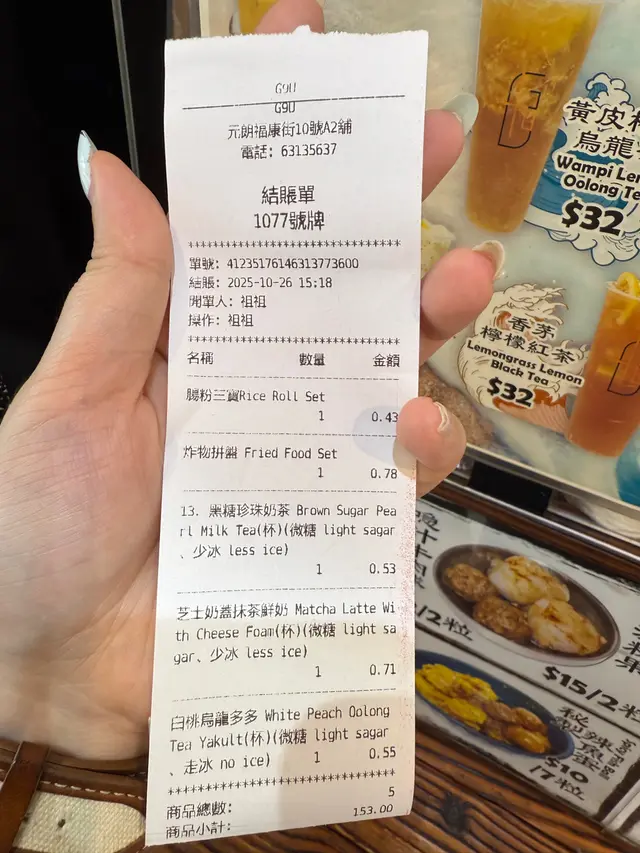 G9U
G9U
元朗福康街10號A2舖
電話: 63135637
結賬單
1077號牌
******************************
單號: 41235176146313773600
結賬: 2025-10-26 15:18
開單人: 祖祖
操作: 祖祖
******************************
名稱 數量 金額
腸粉三寶Rice Roll Set
1 0.43
炸物拼盤 Fried Food Set
1 0.78
13. 黑糖珍珠奶茶 Brown Sugar Pea
rl Milk Tea(杯)(微糖 light sagar
、少冰 less ice)
1 0.53
芝士奶蓋抹茶鮮奶 Matcha Latte Wi
th Cheese Foam(杯)(微糖 light sa
gar、少冰 less ice)
1 0.71
白桃烏龍多多 White Peach Oolong
Tea Yakult(杯)(微糖 light sagar
、走冰 no ice) 1 0.55
******************************
商品總數: 5
商品小計: 153.00
黃皮
烏龍
Wampi Le
Oolong Te
$32
香茅
檸檬紅茶
Lemongrass Lemon
Black Tea
$32
/2粒
$15/2
秘
$10
/7粒